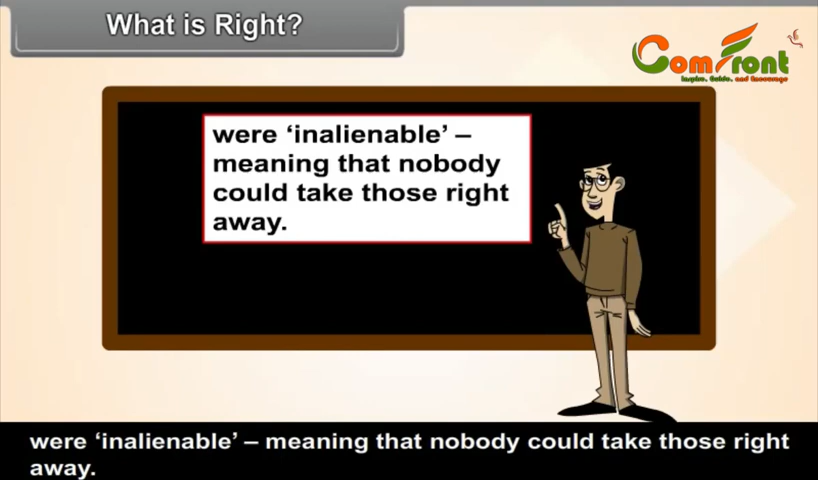 What is Right?
ComFront
Inspire, Guide, and Encourage
were ‘inalienable’ –
meaning that nobody
could take those right
away.
were ‘inalienable’ – meaning that nobody could take those right
away.